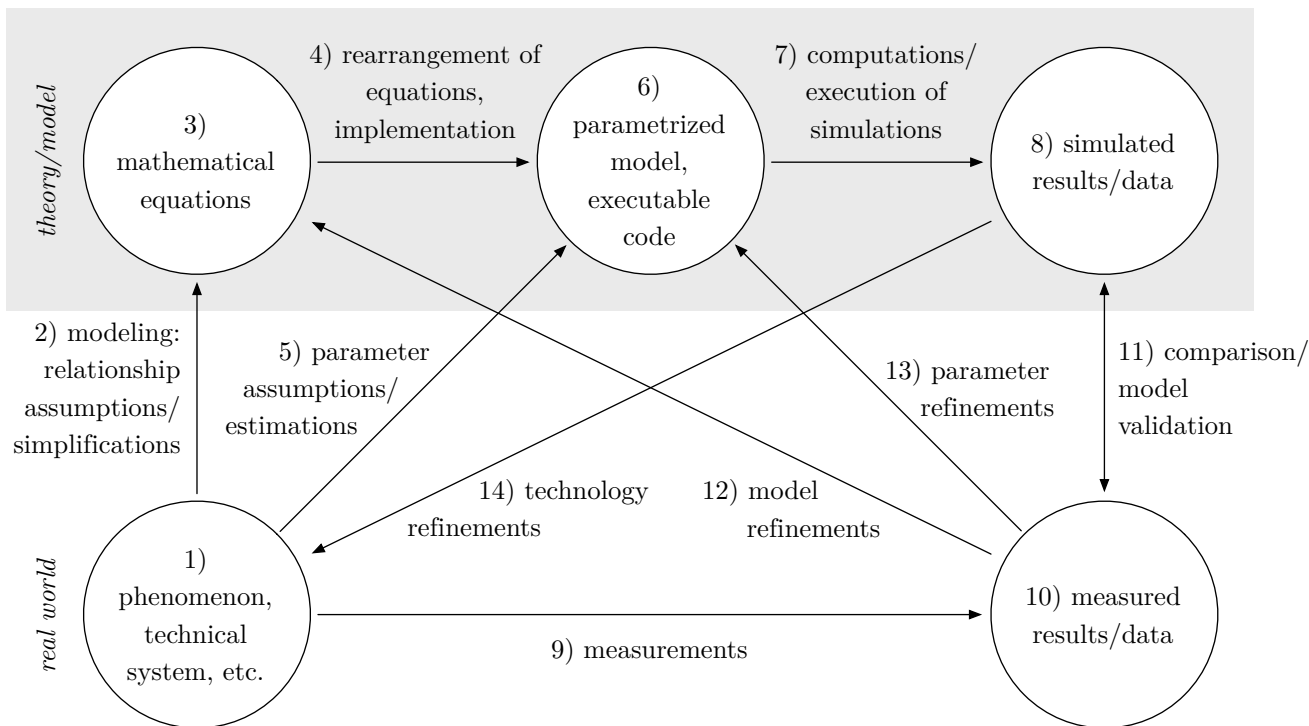 theory/model
3)
mathematical
equations
4) rearrangement of
equations,
implementation
6)
parametrized
model,
executable
code
7) computations/
execution of
simulations
8) simulated
results/data
2) modeling:
relationship
assumptions/
simplifications
5) parameter
assumptions/
estimations
13) parameter
refinements
11) comparison/
model
validation
14) technology
refinements
12) model
refinements
real world
1)
phenomenon,
technical
system, etc.
9) measurements
10) measured
results/data